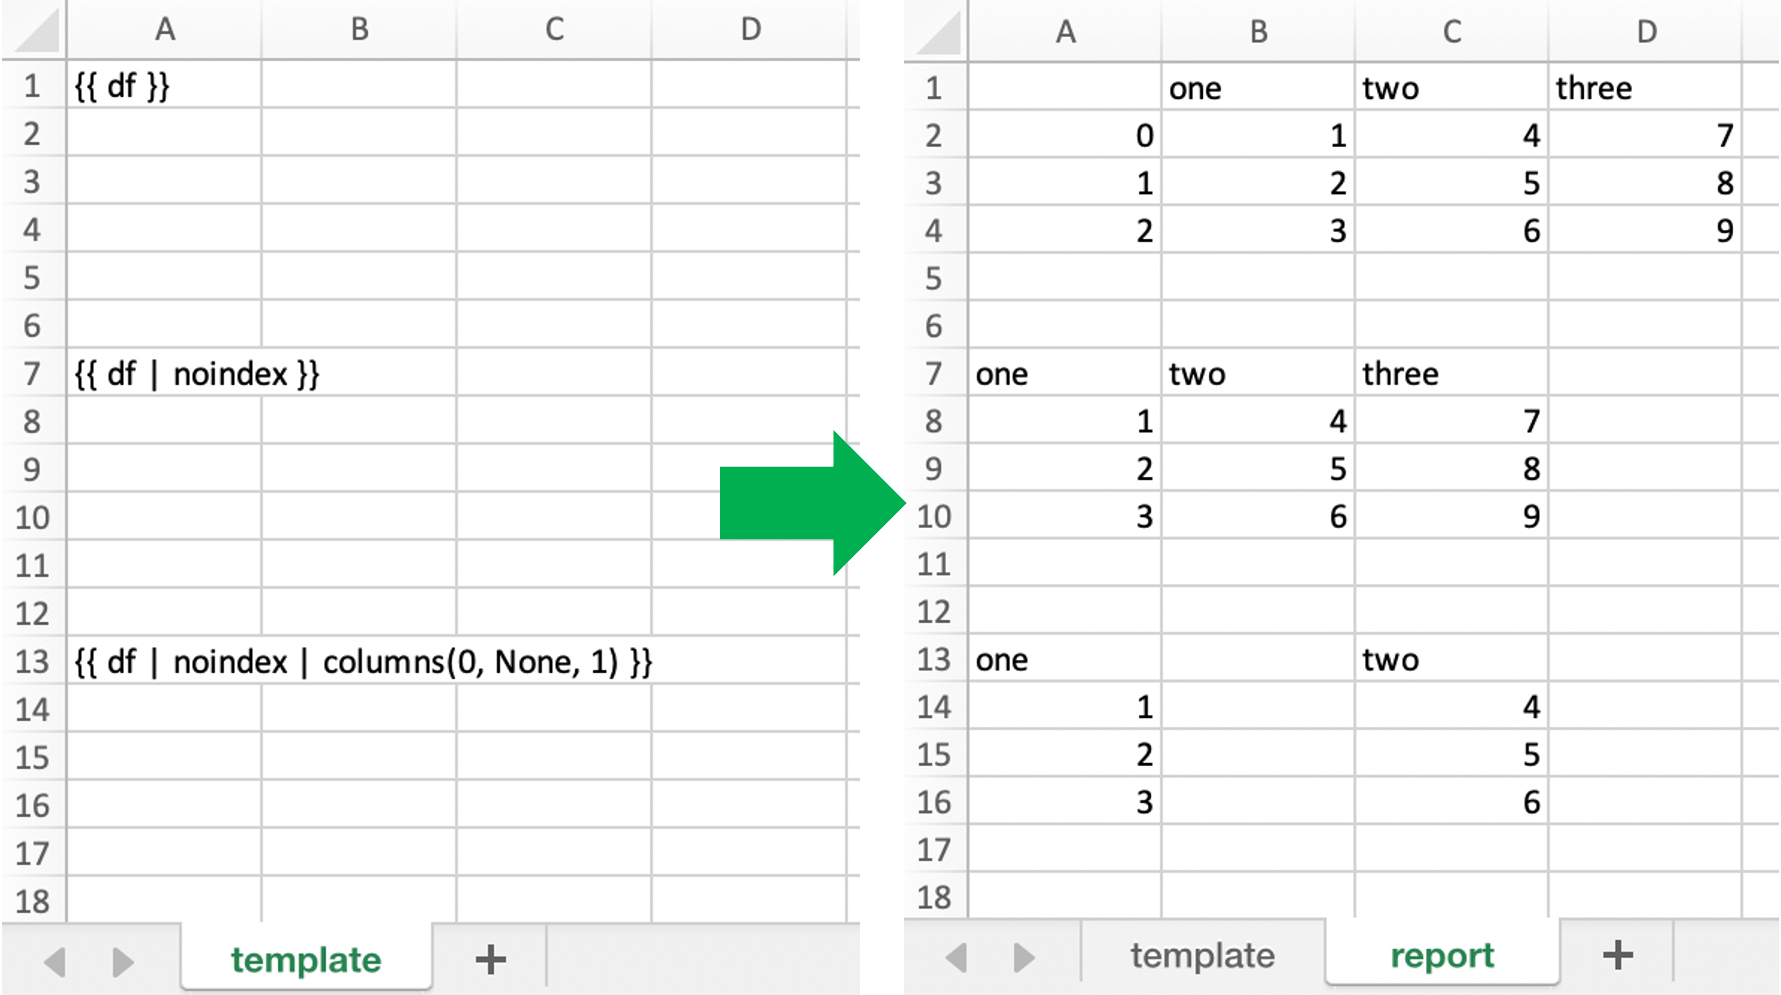 A B C D
1 {{ df }}
2
3
4
5
6
7 {{ df | noindex }}
8
9
10
11
12
13 {{ df | noindex | columns(0, None, 1) }}
14
15
16
17
18
template +
A B C D
1 one two three
2 0 1 4 7
3 1 2 5 8
4 2 3 6 9
5
6
7 one two three
8 1 4 7
9 2 5 8
10 3 6 9
11
12
13 one two
14 1 4
15 2 5
16 3 6
17
18
template report +